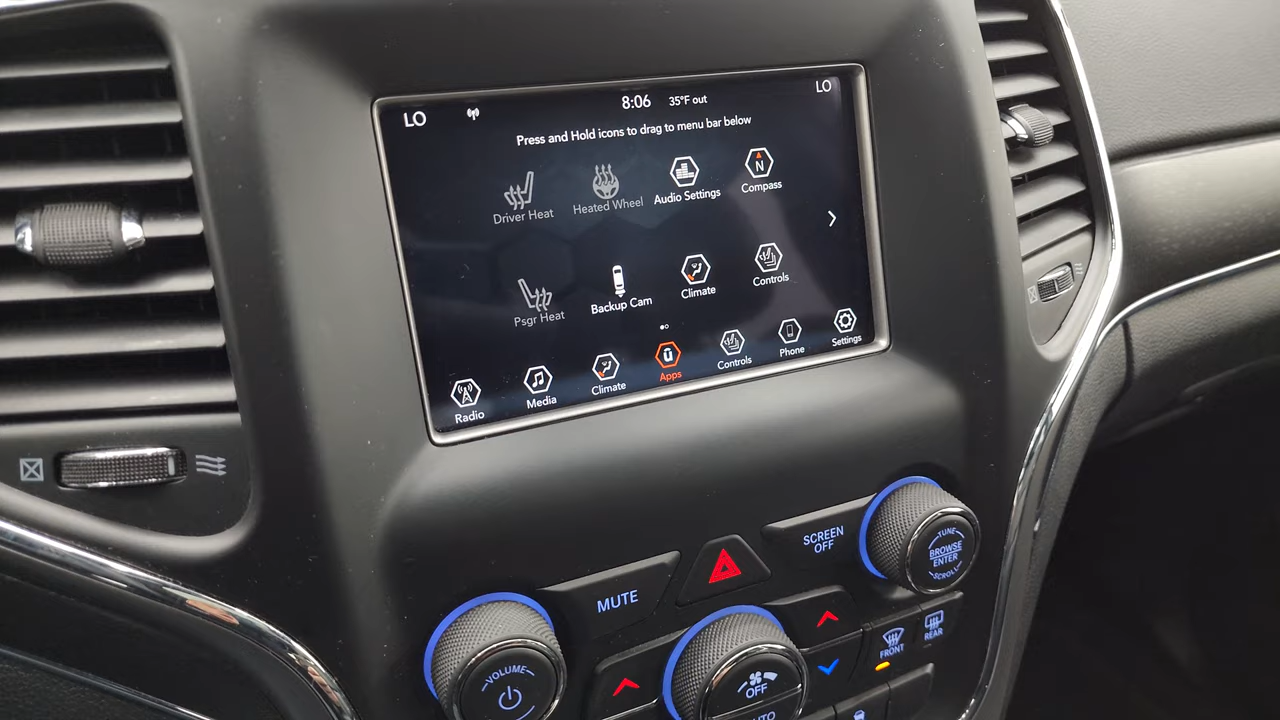 LO
8:06
35°F out
LO
Press and Hold icons to drag to menu bar below
Driver Heat
Heated Wheel
Audio Settings
N
Compass
Psgr Heat
Backup Cam
Climate
Controls
Radio
Media
Climate
Apps
Controls
Phone
Settings
MUTE
SCREEN
OFF
TUNE
BROWSE
ENTER
SCROLL
VOLUME
OFF
AUTO
FRONT
REAR